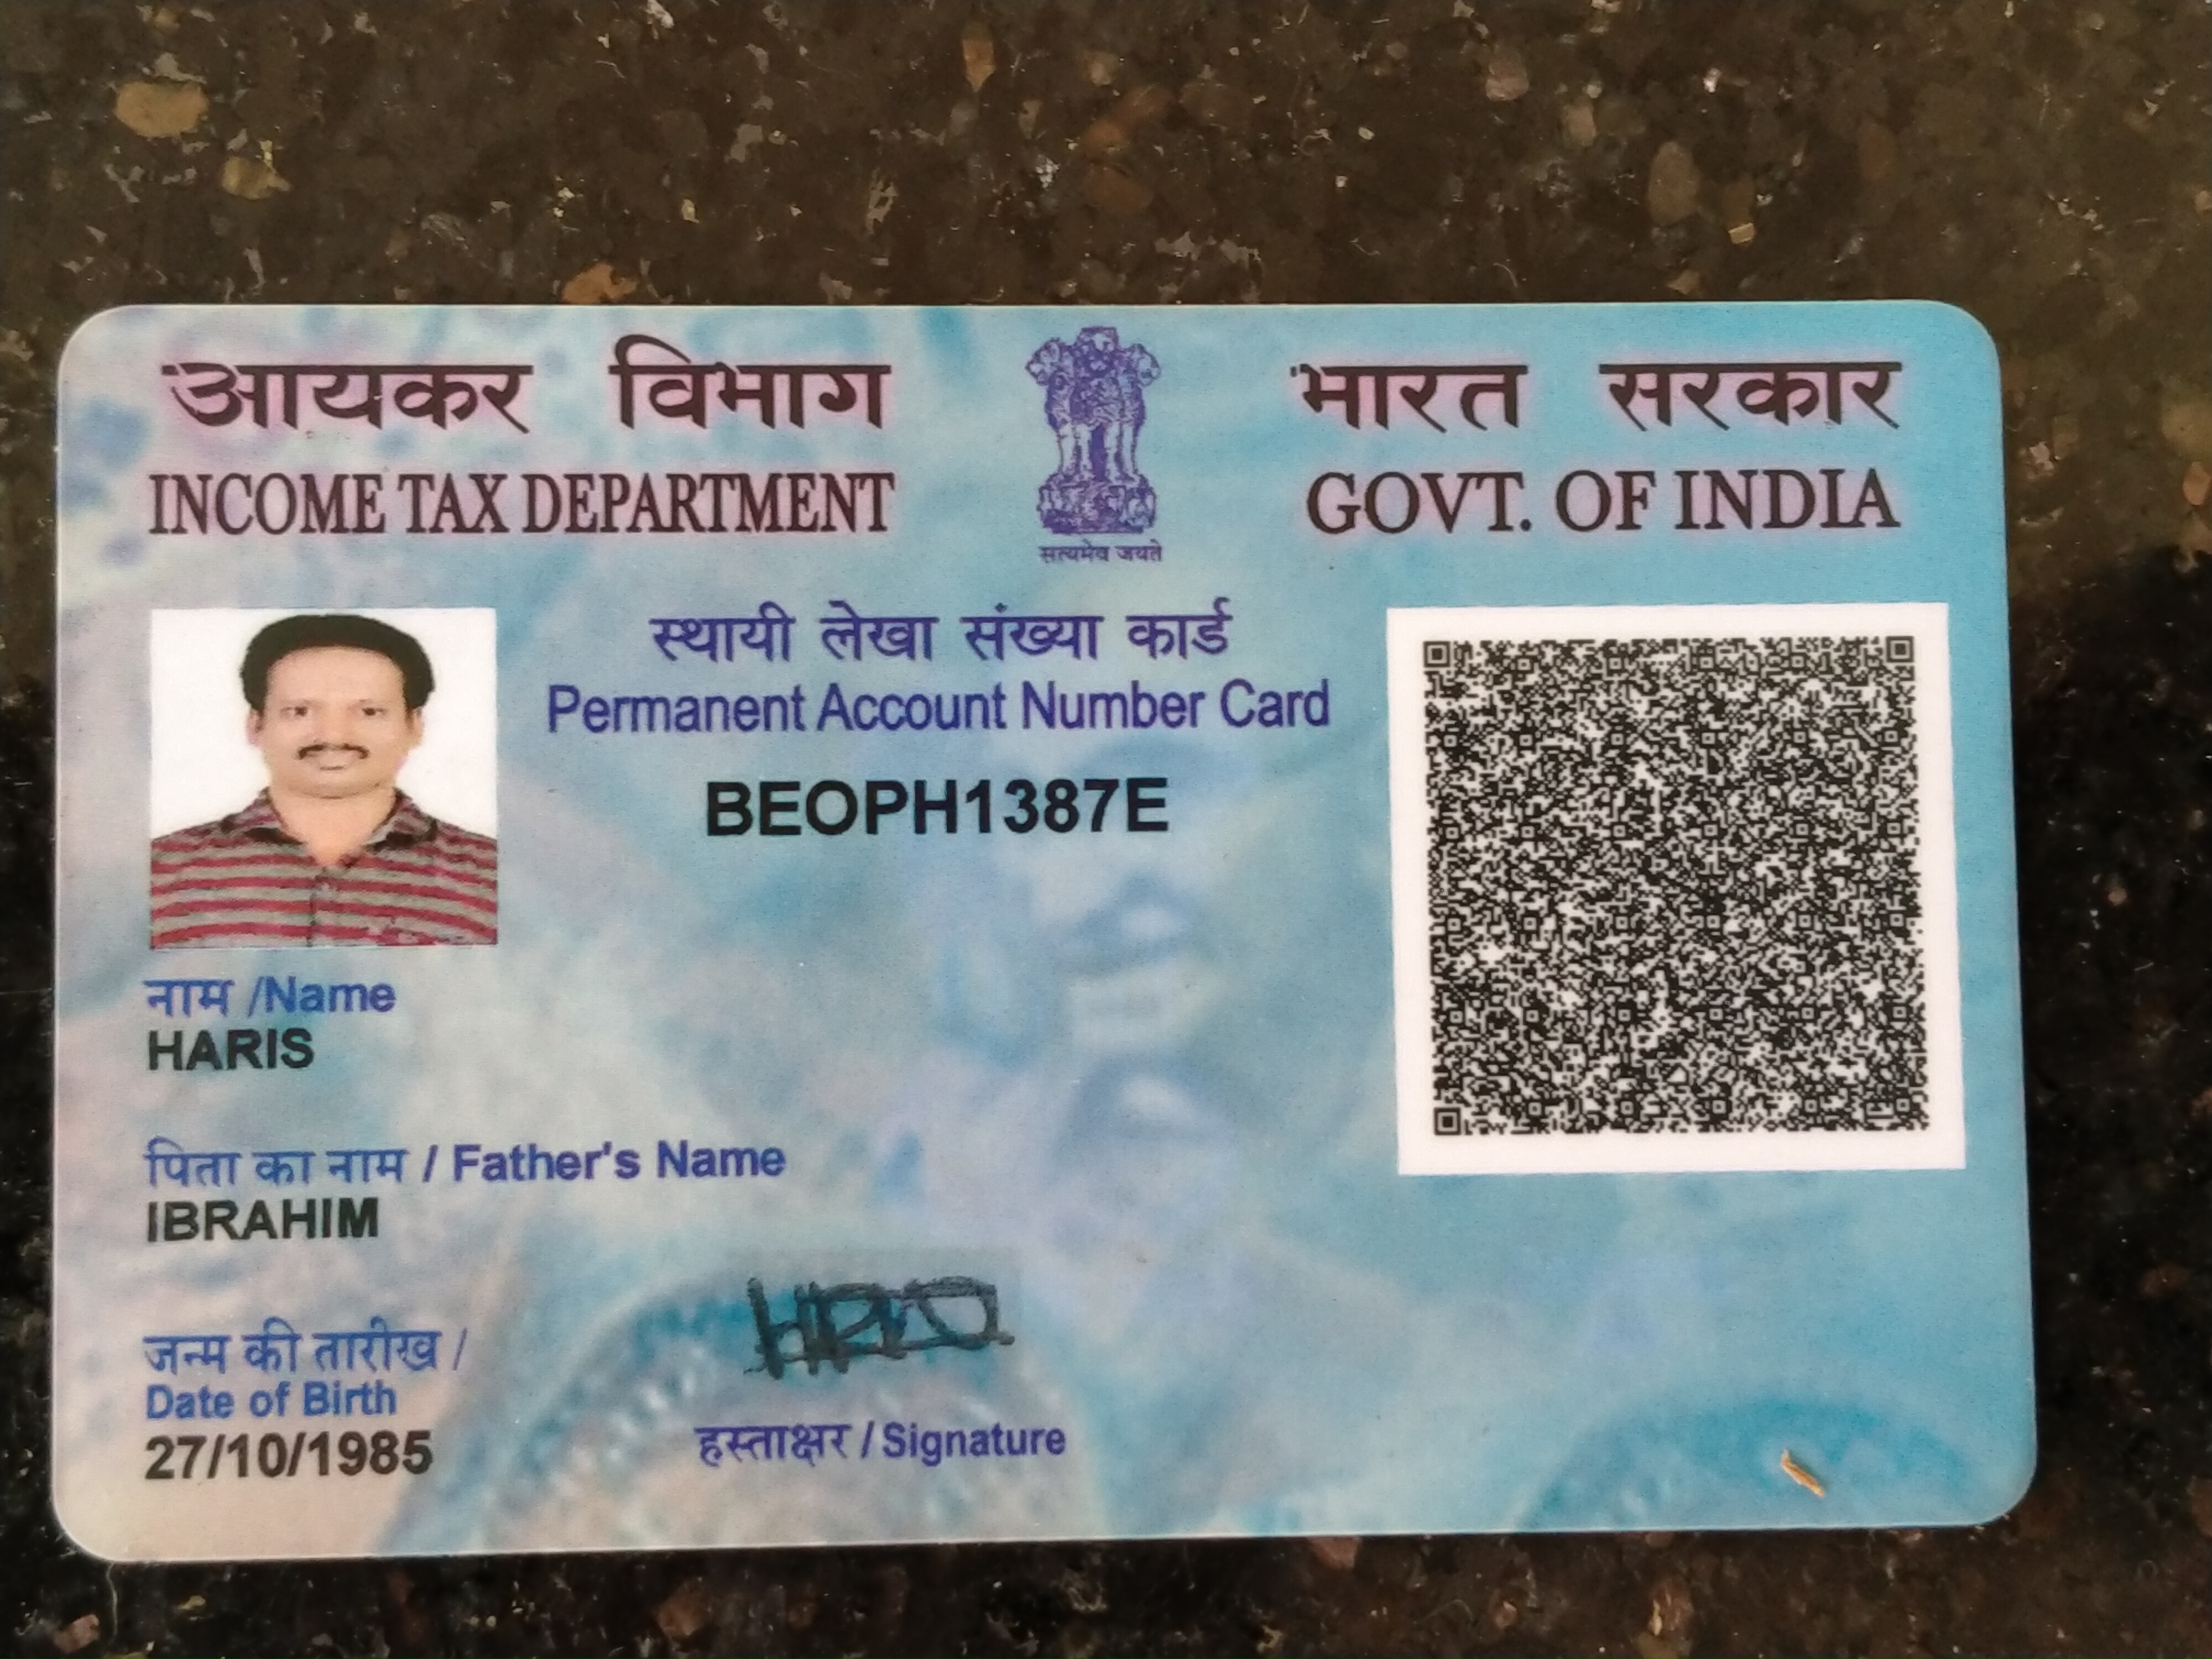 आयकर विभाग
INCOME TAX DEPARTMENT
सत्यमेव जयते
भारत सरकार
GOVT. OF INDIA
स्थायी लेखा संख्या कार्ड
Permanent Account Number Card
BEOPH1387E
नाम /Name
HARIS
पिता का नाम / Father's Name
IBRAHIM
जन्म की तारीख /
Date of Birth
27/10/1985
हस्ताक्षर / Signature